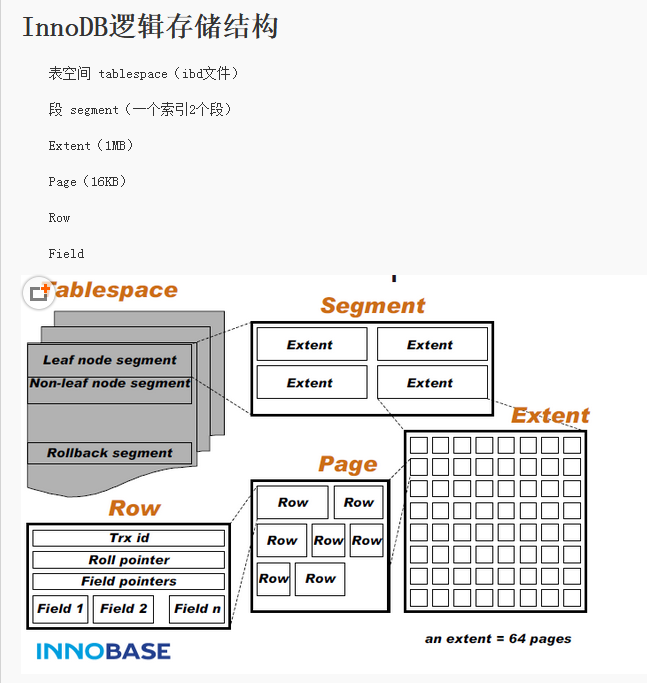 InnoDB逻辑存储结构
表空间 tablespace（ibd文件）
段 segment（一个索引2个段）
Extent（1MB）
Page（16KB）
Row
Field
Tablespace
Segment
Leaf node segment
Non-leaf node segment
Rollback segment
Extent Extent
Extent Extent
Extent
Page
Row Row
Row Row Row
Row Row
Row
Trx id
Roll pointer
Field pointers
Field 1 Field 2 Field n
an extent = 64 pages
INNOBASE